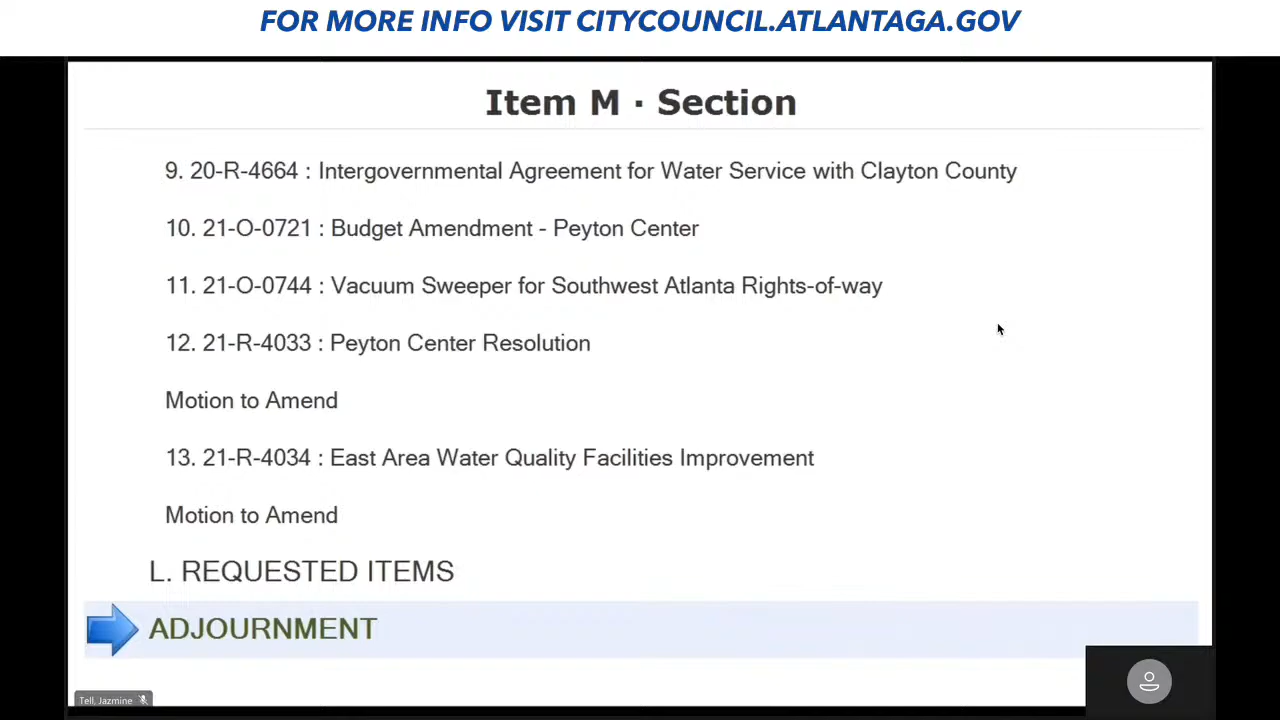 FOR MORE INFO VISIT CITYCOUNCIL.ATLANTAGA.GOV
Item M · Section
9. 20-R-4664 : Intergovernmental Agreement for Water Service with Clayton County
10. 21-O-0721 : Budget Amendment - Peyton Center
11. 21-O-0744 : Vacuum Sweeper for Southwest Atlanta Rights-of-way
12. 21-R-4033 : Peyton Center Resolution
Motion to Amend
13. 21-R-4034 : East Area Water Quality Facilities Improvement
Motion to Amend
L. REQUESTED ITEMS
ADJOURNMENT
Tell, Jazmine